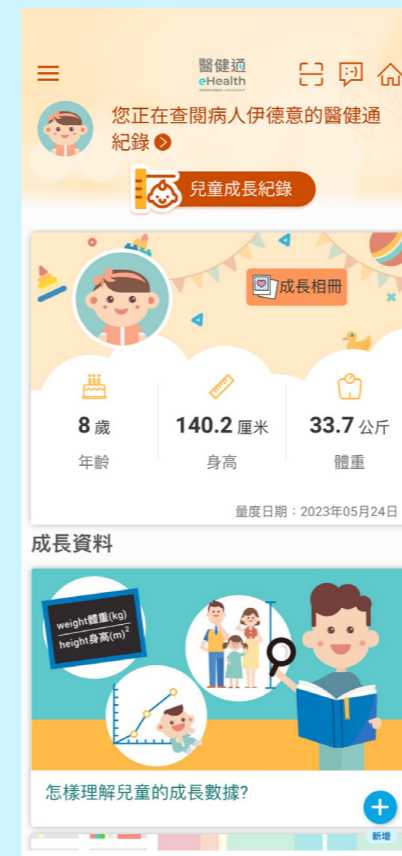 醫健通
eHealth
您正在查閱病人伊德意的醫健通
紀錄
兒童成長紀錄
成長相冊
8 歲
140.2 厘米
33.7 公斤
年齡
身高
體重
量度日期：2023年05月24日
成長資料
weight體重(kg)
height身高(m)²
怎樣理解兒童的成長數據?
新增